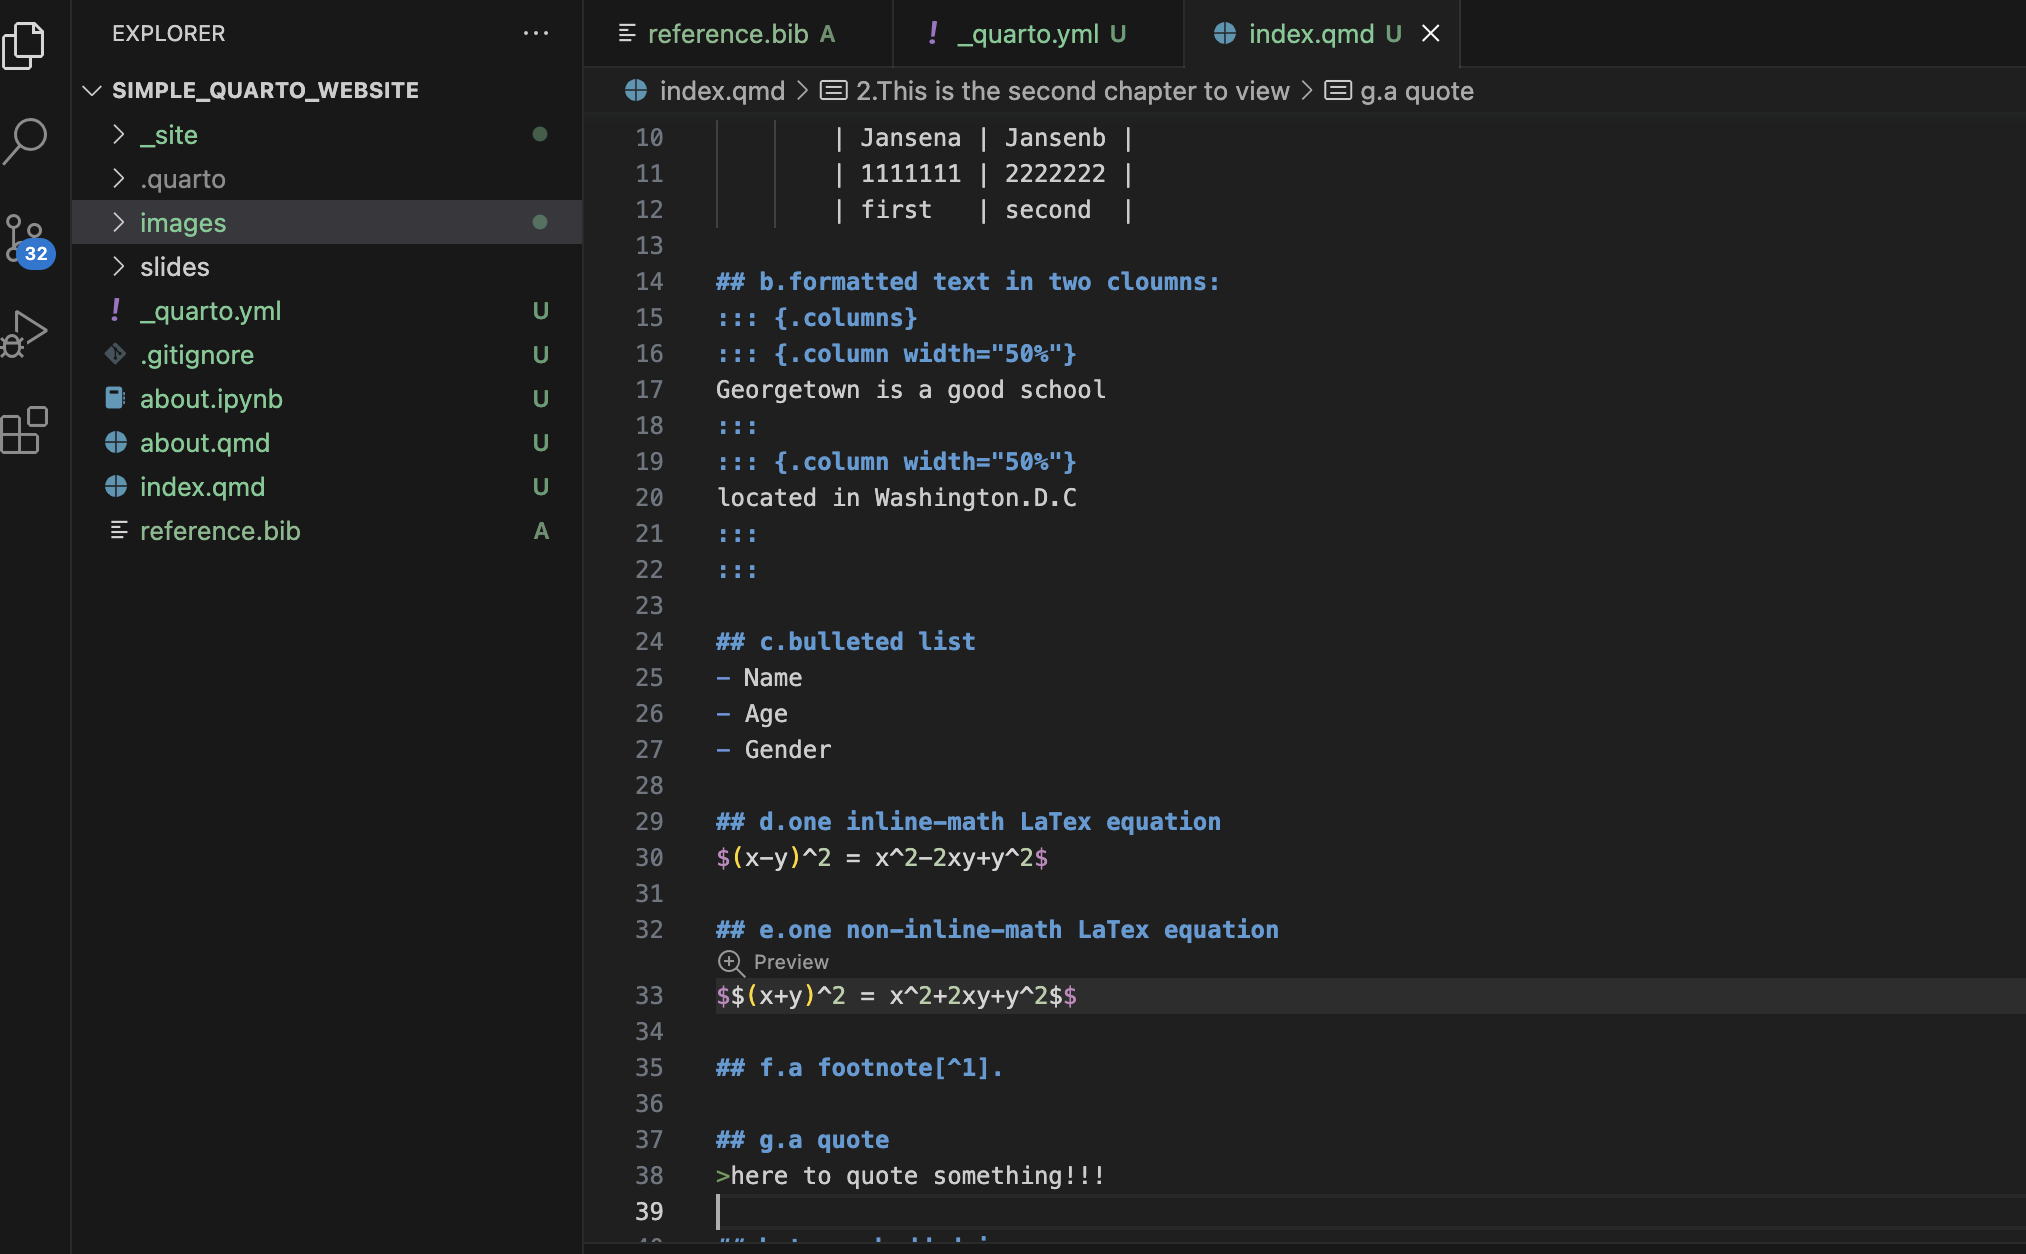 EXPLORER
SIMPLE_QUARTO_WEBSITE
_site
.quarto
images
slides
_quarto.yml U
.gitignore U
about.ipynb U
about.qmd U
index.qmd U
reference.bib A
32
reference.bib A
_quarto.yml U
index.qmd U
index.qmd > 2.This is the second chapter to view > g.a quote
10 | Jansena | Jansenb |
11 | 1111111 | 2222222 |
12 | first | second |
13
14 ## b.formatted text in two cloumns:
15 ::: {.columns}
16 ::: {.column width="50%"}
17 Georgetown is a good school
18 :::
19 ::: {.column width="50%"}
20 located in Washington.D.C
21 :::
22 :::
23
24 ## c.bulleted list
25 - Name
26 - Age
27 - Gender
28
29 ## d.one inline-math LaTex equation
30 $(x-y)^2 = x^2-2xy+y^2$
31
32 ## e.one non-inline-math LaTex equation
Preview
33 $$(x+y)^2 = x^2+2xy+y^2$$
34
35 ## f.a footnote[^1].
36
37 ## g.a quote
38 >here to quote something!!!
39